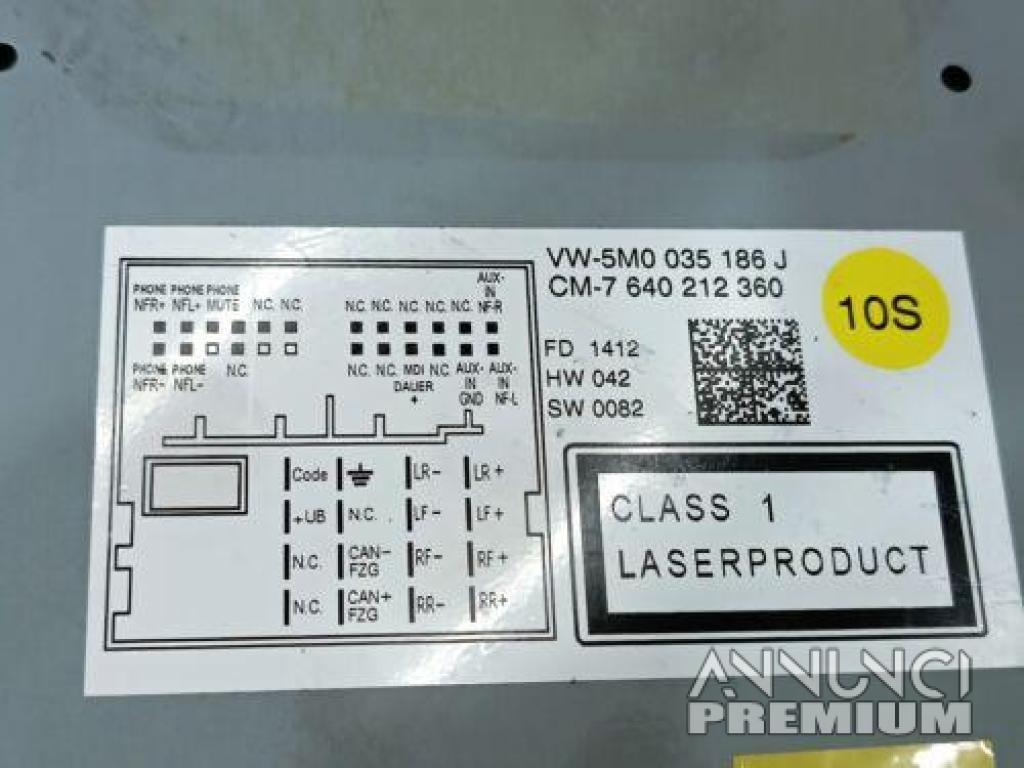 VW-5M0 035 186 J
CM-7 640 212 360
10S
FD 1412
HW 042
SW 0082
PHONE PHONE PHONE
NFR+ NFL+ MUTE N.C. N.C.
N.C. N.C. N.C. N.C. N.C. AUX-IN NF-R
PHONE PHONE N.C.
NFR- NFL-
N.C. N.C. MDI N.C. AUX- AUX-
DAUER IN IN
+ GND NF-L
Code LR- LR+
+UB N.C. LF- LF+
N.C. CAN- FZG RF- RF+
N.C. CAN+ FZG RR- RR+
CLASS 1
LASERPRODUCT
ANNUNCI
PREMIUM